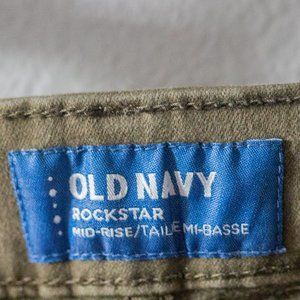 OLD NAVY
ROCKSTAR
MID-RISE/TAILLE MI-BASSE